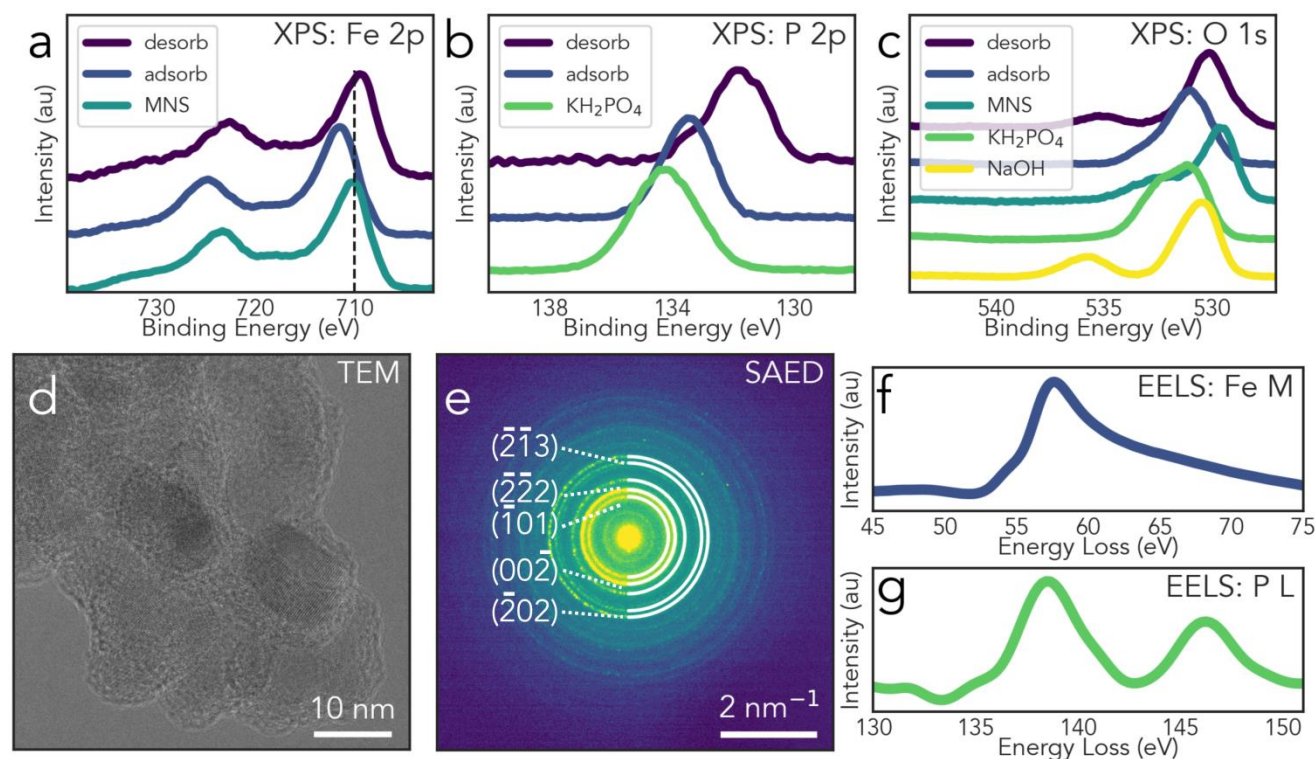 a
XPS: Fe 2p
desorb
adsorb
MNS
Intensity (au)
730
720
710
Binding Energy (eV)
b
XPS: P 2p
desorb
adsorb
KH₂PO₄
Intensity (au)
138
134
130
Binding Energy (eV)
c
XPS: O 1s
desorb
adsorb
MNS
KH₂PO₄
NaOH
Intensity (au)
540
535
530
Binding Energy (eV)
d
TEM
10 nm
e
SAED
(2̄1̄3)
(2̄2̄2)
(1̄01)
(002̄)
(2̄02)
2 nm⁻¹
f
EELS: Fe M
Intensity (au)
45 50 55 60 65 70 75
Energy Loss (eV)
g
EELS: P L
Intensity (au)
130 135 140 145 150
Energy Loss (eV)